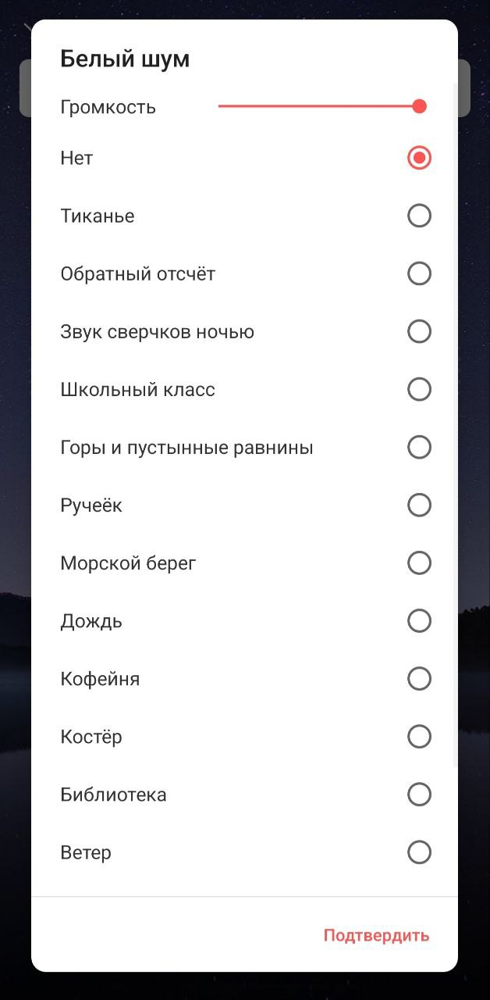 Белый шум
Громкость
Нет
Тиканье
Обратный отсчёт
Звук сверчков ночью
Школьный класс
Горы и пустынные равнины
Ручеёк
Морской берег
Дождь
Кофейня
Костёр
Библиотека
Ветер
Подтвердить